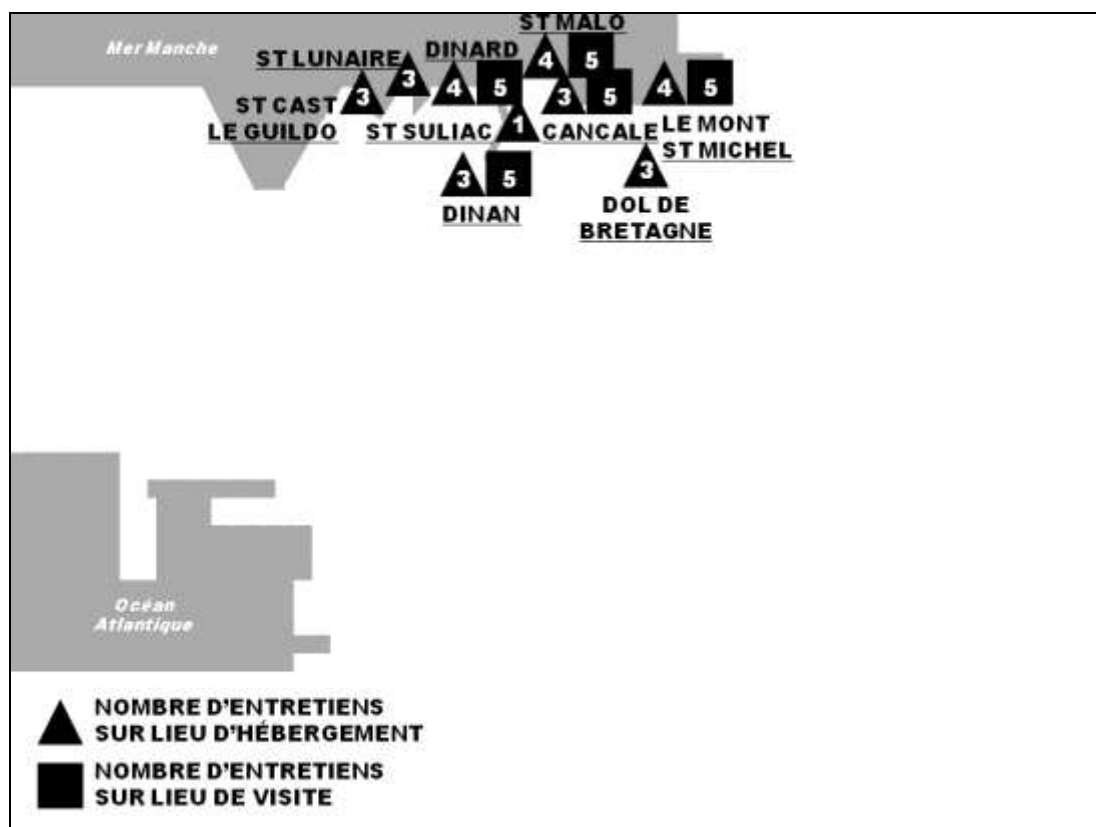 Mer Manche
ST MALO
4 5
ST LUNAIRE
3
DINARD
4 5
ST CAST
LE GUILDO
3
ST SULIAC
1
3 5
CANCALE
4 5
LE MONT
ST MICHEL
3 5
DINAN
3
DOL DE
BRETAGNE
Océan
Atlantique
NOMBRE D'ENTRETIENS
SUR LIEU D'HÉBERGEMENT
NOMBRE D'ENTRETIENS
SUR LIEU DE VISITE